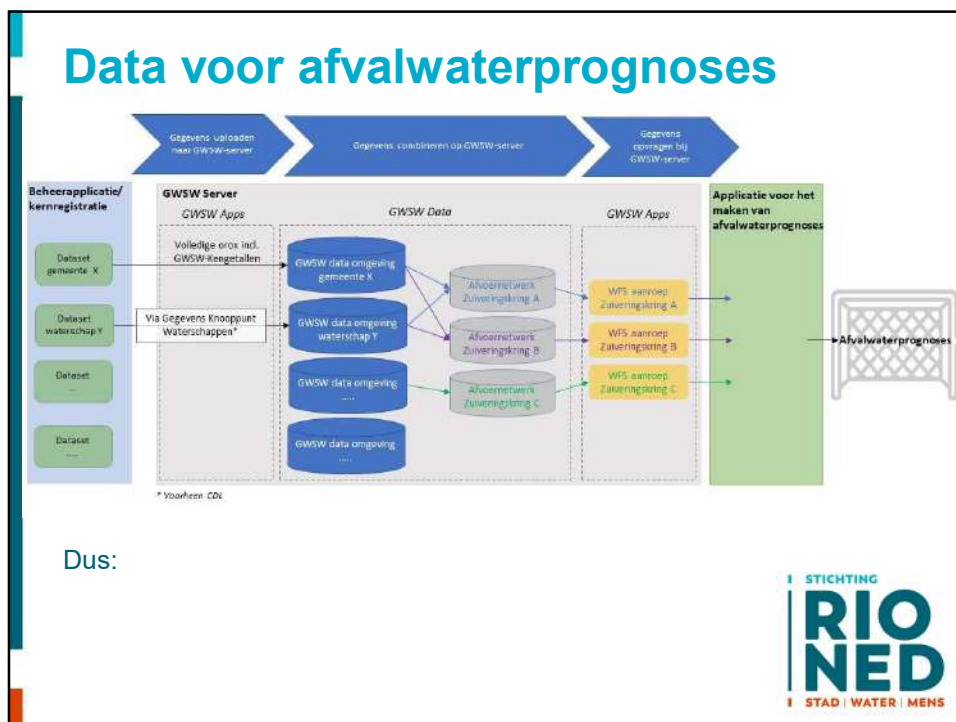 Data voor afvalwaterprognoses
Gegevens uploaden
naar GWSW-server
Gegevens combineren op GWSW-server
Gegevens
opvragen bij
GWSW-server
Beheerapplicatie/
kernregistratie
GWSW Server
GWSW Apps
GWSW Data
GWSW Apps
Applicatie voor het
maken van
afvalwaterprognoses
Dataset
gemeente X
Volledige orox incl.
GWSW-Kengetallen
GWSW data omgeving
gemeente X
Afvoernetwerk
Zuiveringskring A
WFS aanroep
Zuiveringskring A
Dataset
waterschap Y
Via Gegevens Knooppunt
Waterschappen*
GWSW data omgeving
waterschap Y
Afvoernetwerk
Zuiveringskring B
WFS aanroep
Zuiveringskring B
Afvalwaterprognoses
Dataset
....
GWSW data omgeving
.....
Afvoernetwerk
Zuiveringskring C
WFS aanroep
Zuiveringskring C
Dataset
.....
GWSW data omgeving
.....
* Voorheen CDL
Dus:
STICHTING
RIO
NED
STAD | WATER | MENS